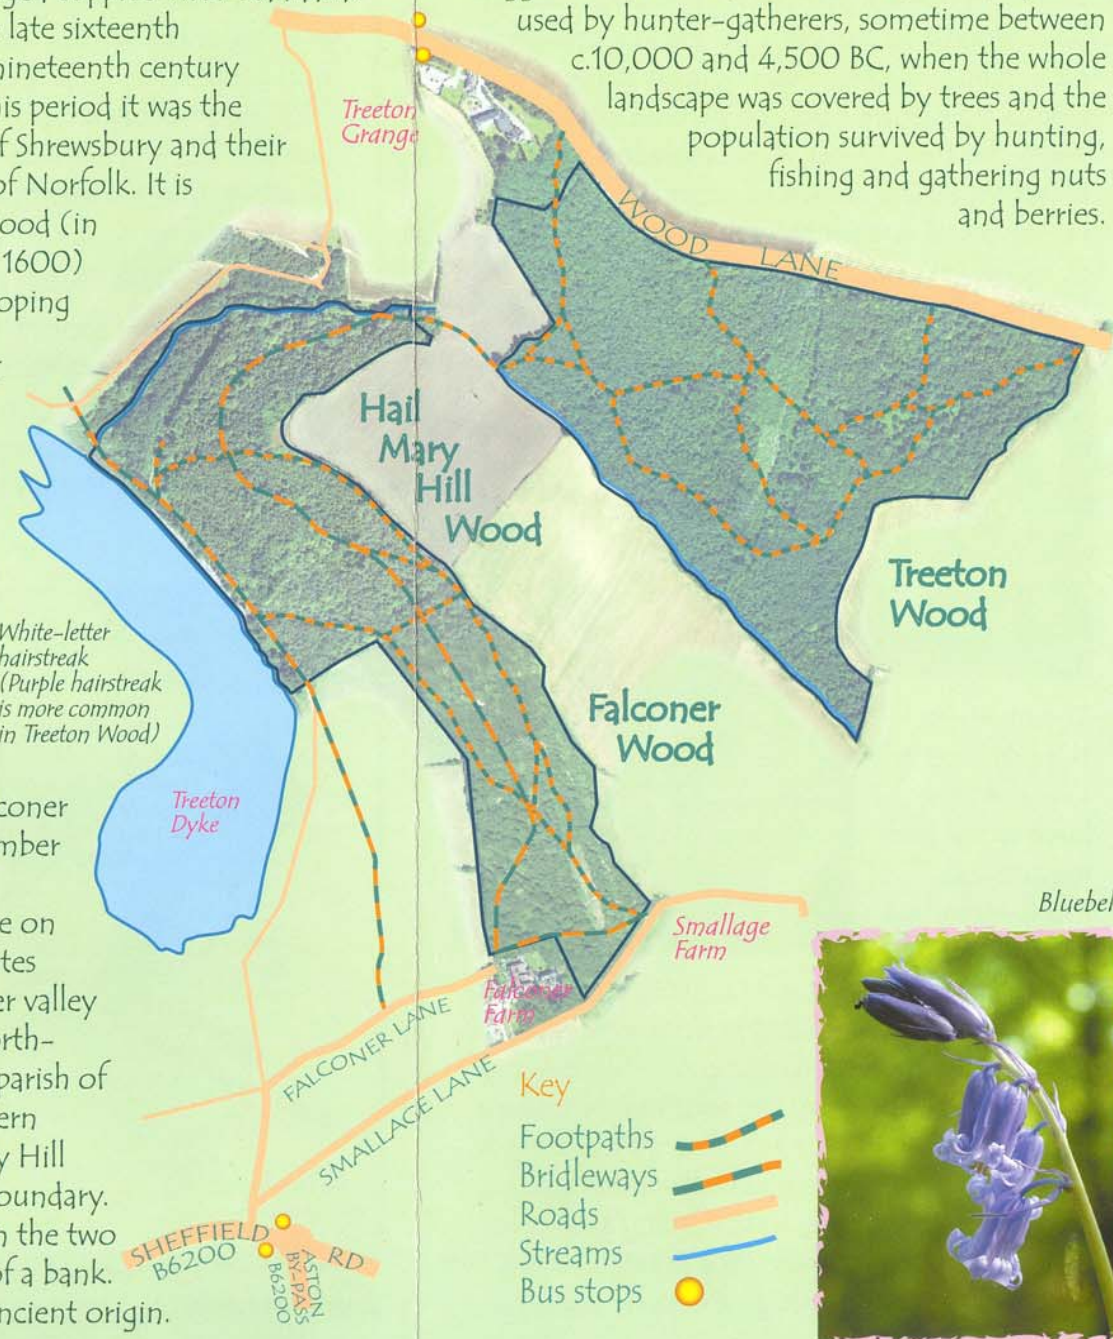 late sixteenth
nineteenth century
his period it was the
f Shrewsbury and their
of Norfolk. It is
ood (in
1600)
oping
used by hunter-gatherers, sometime between
c.10,000 and 4,500 BC, when the whole
landscape was covered by trees and the
population survived by hunting,
fishing and gathering nuts
and berries.
Treeton
Grange
WOOD LANE
Hail
Mary
Hill
Wood
Treeton
Wood
White-letter
hairstreak
(Purple hairstreak
is more common
in Treeton Wood)
Falconer
Wood
Treeton
Dyke
coner
mber
e on
tes
er valley
rth-
parish of
ern
y Hill
oundary.
n the two
of a bank.
ncient origin.
Smallage
Farm
Falconer
Farm
FALCONER LANE
SMALLAGE LANE
SHEFFIELD RD
B6200
ASTON
BY-PASS
B6200
Key
Footpaths
Bridleways
Roads
Streams
Bus stops
Bluebel